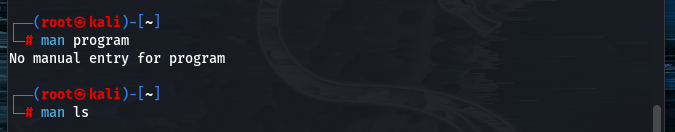 ┌──(root㉿kali)-[~]
└─# man program
No manual entry for program
┌──(root㉿kali)-[~]
└─# man ls